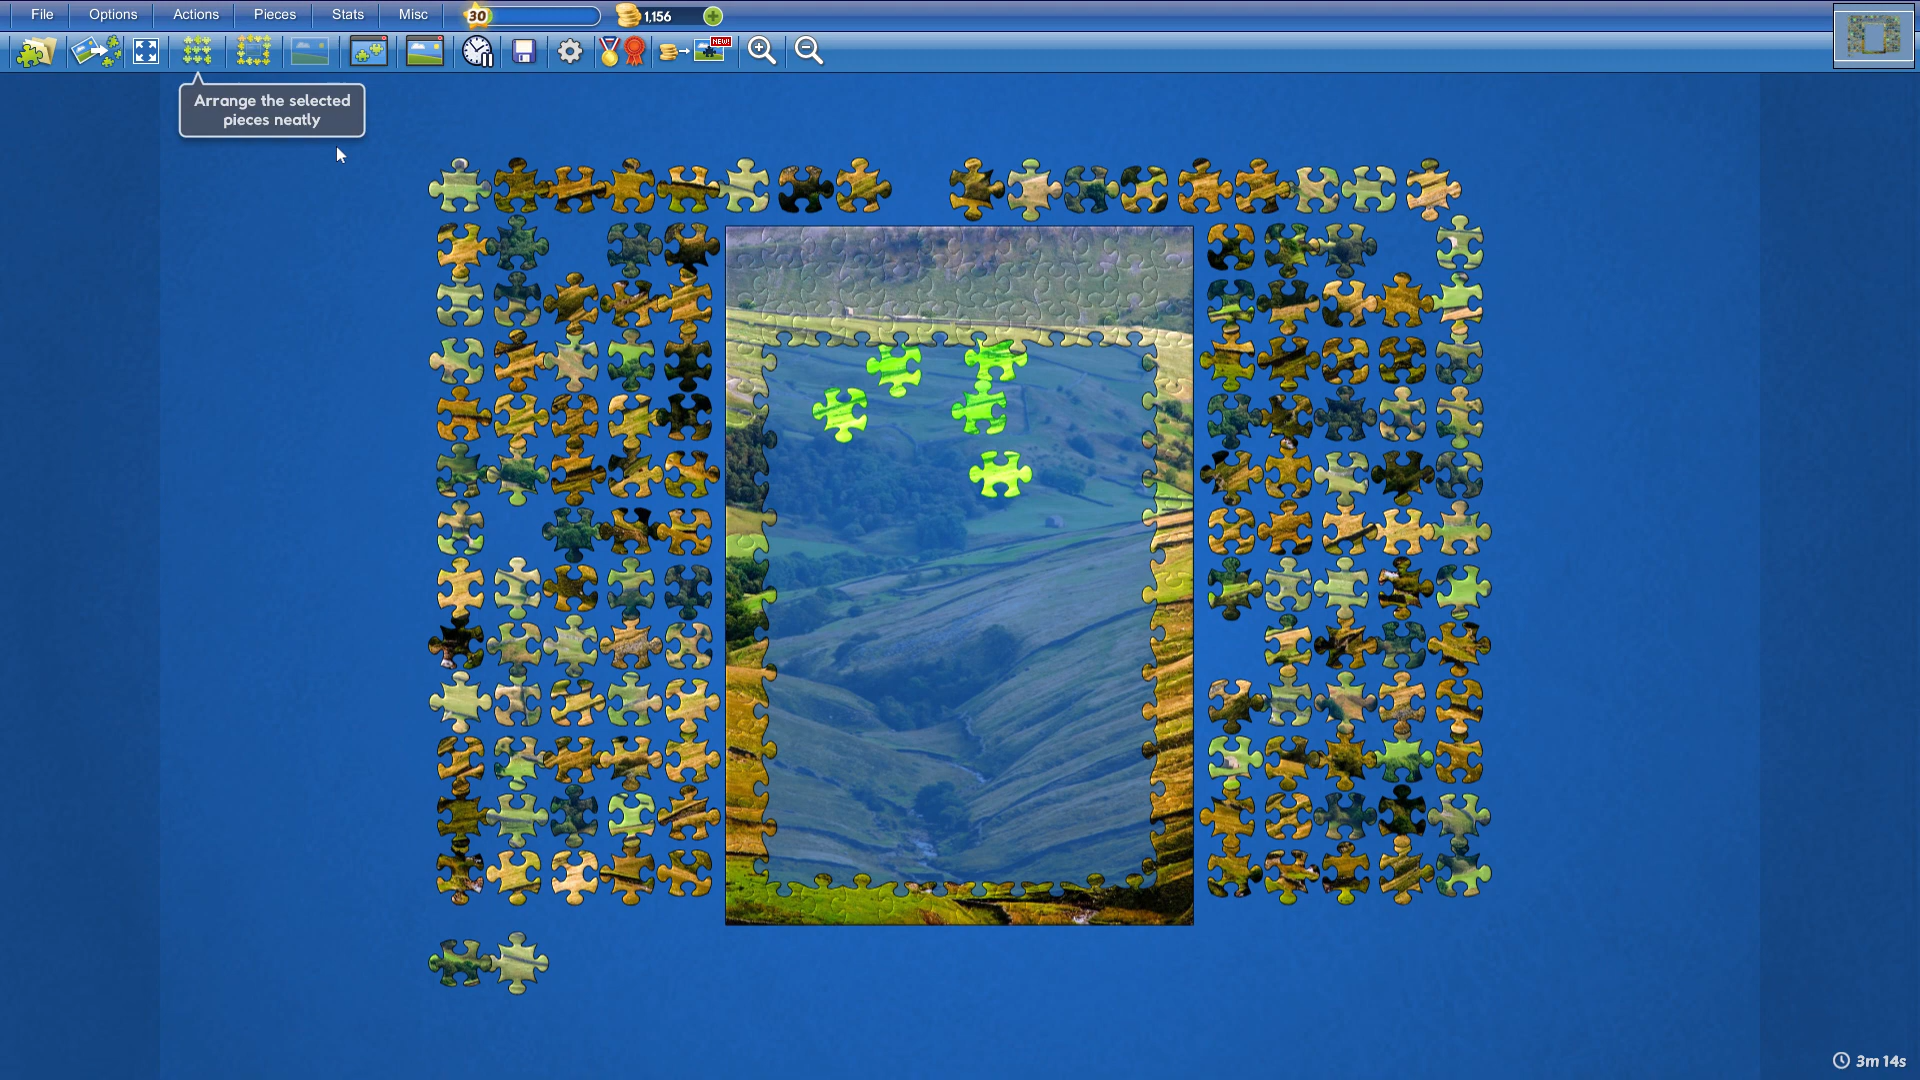 File Options Actions Pieces Stats Misc 30 1,156
NEW!
Arrange the selected
pieces neatly
3m 14s